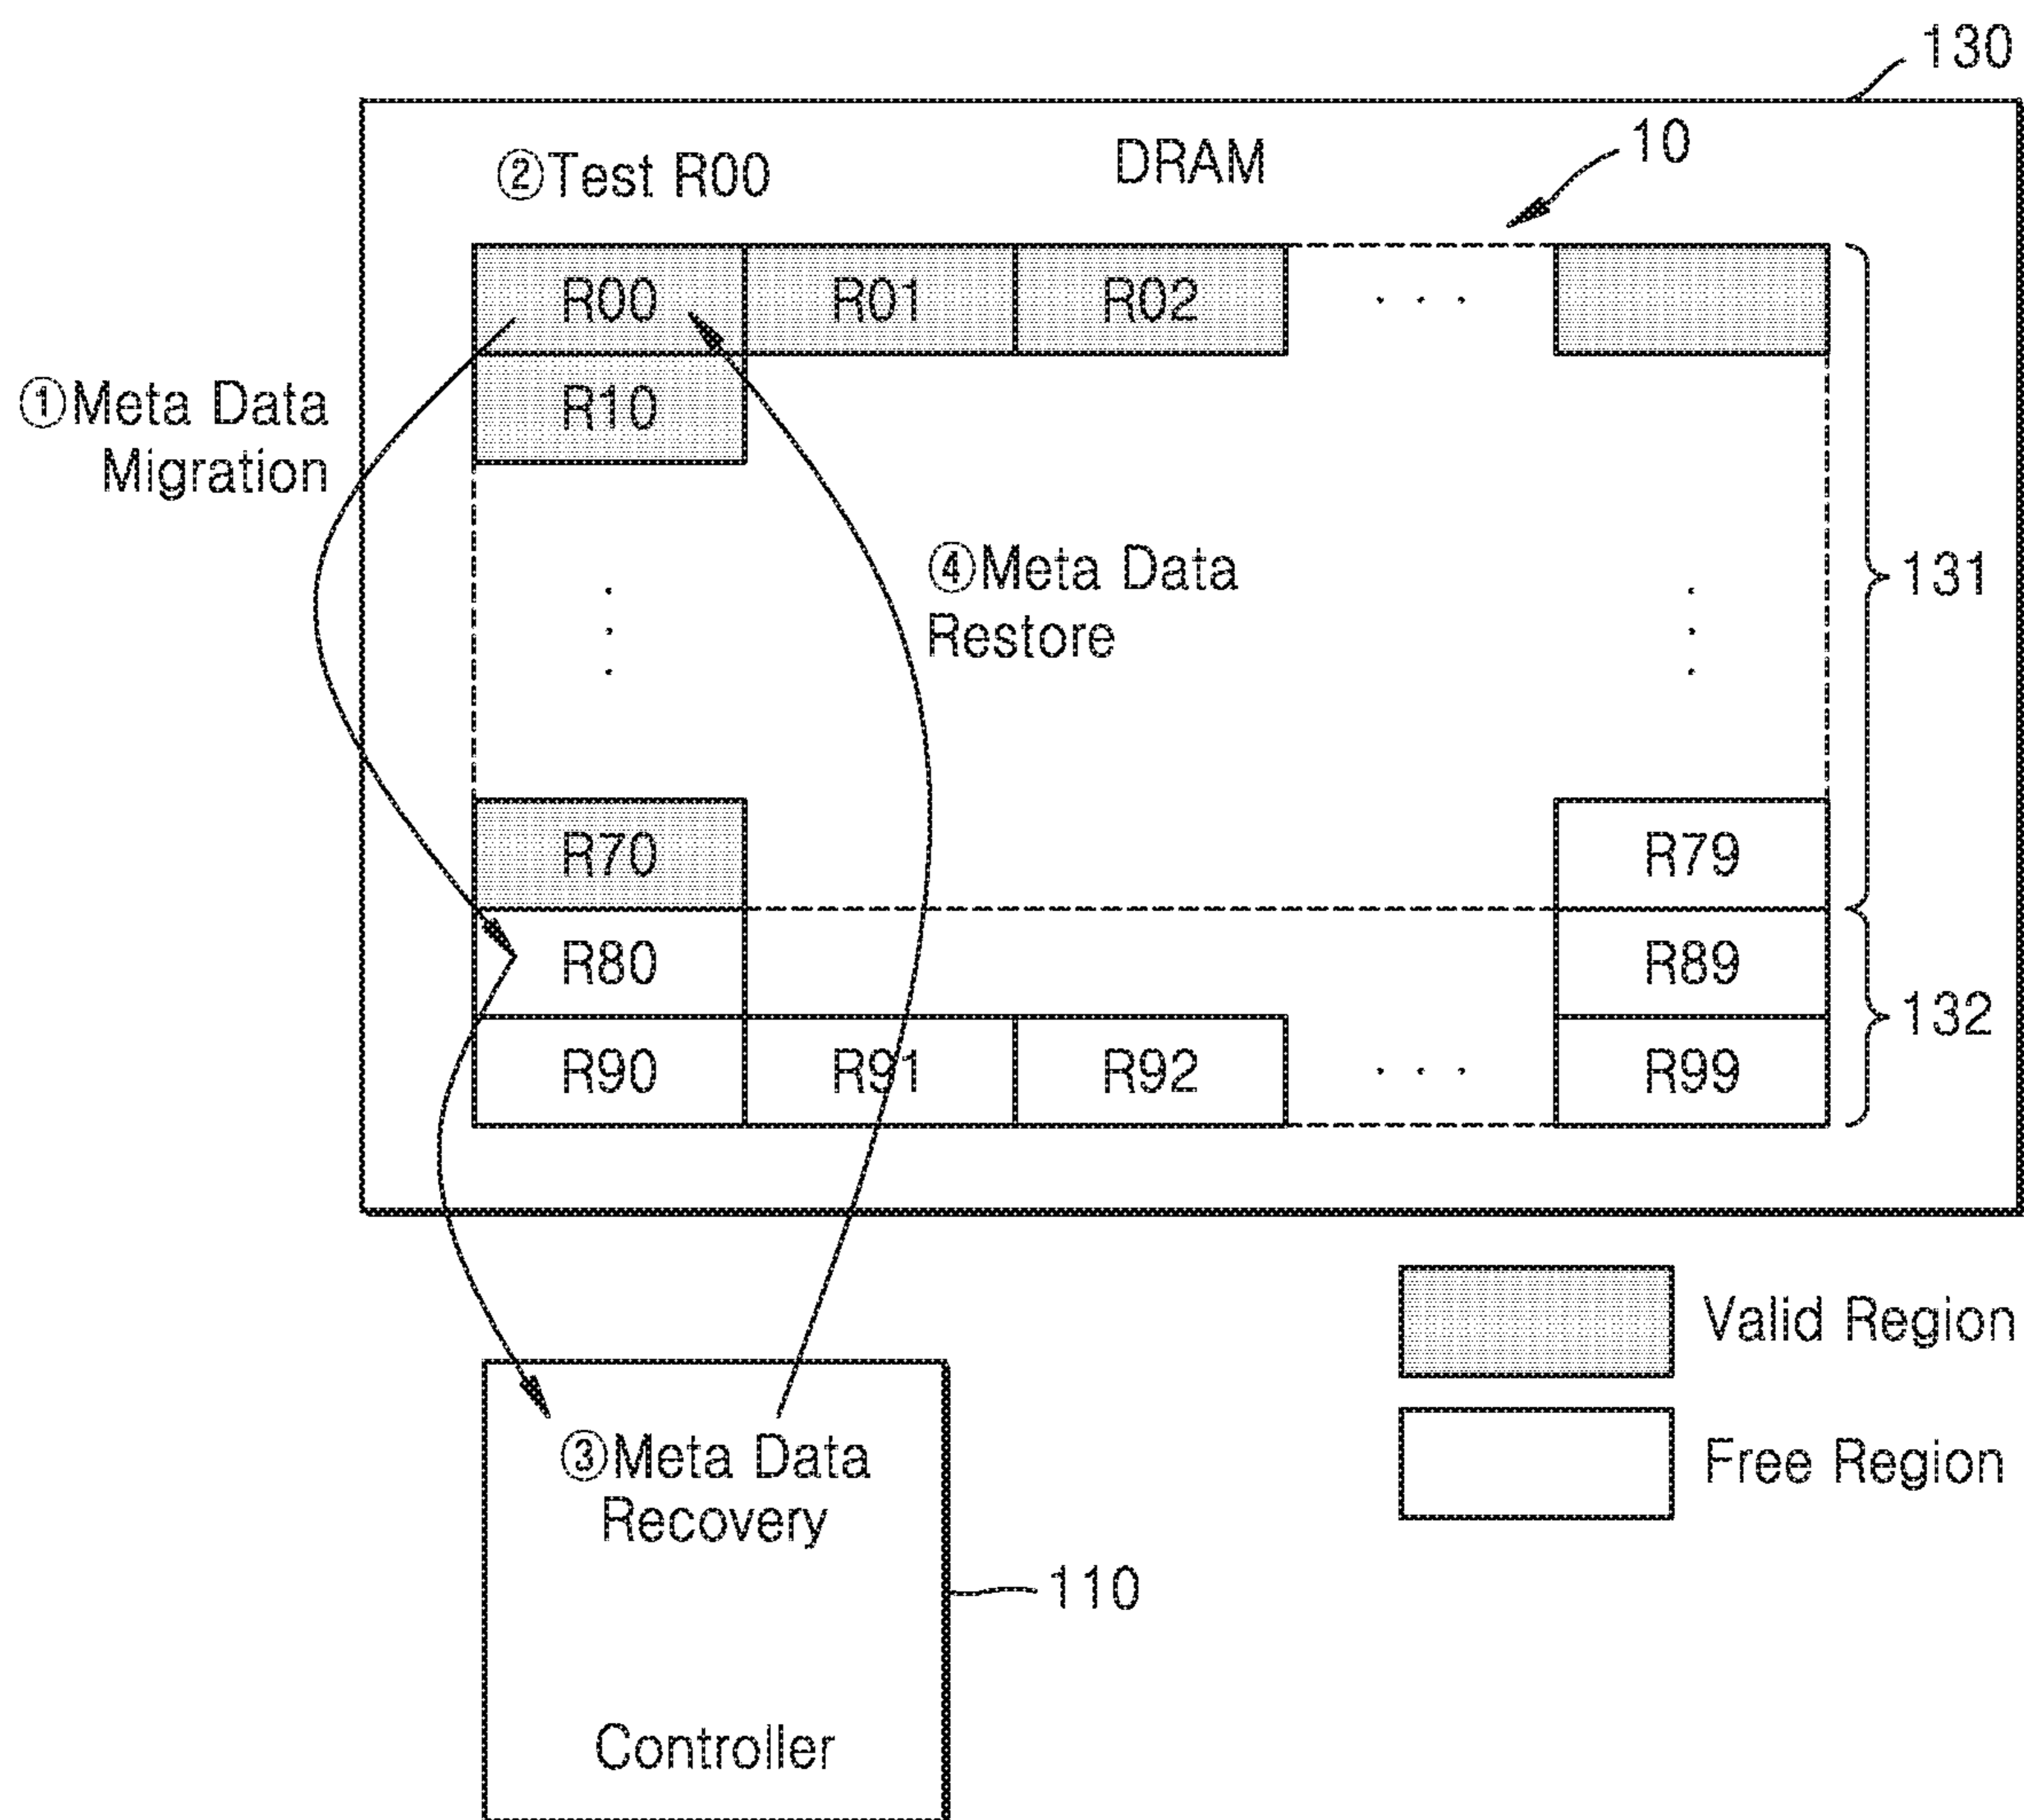 130
②Test R00
DRAM
10
R00 R01 R02 . . .
①Meta Data
Migration
R10
④Meta Data
Restore
131
R70 R79
R80 R89
132
R90 R91 R92 . . . R99
Valid Region
③Meta Data
Recovery
Free Region
110
Controller